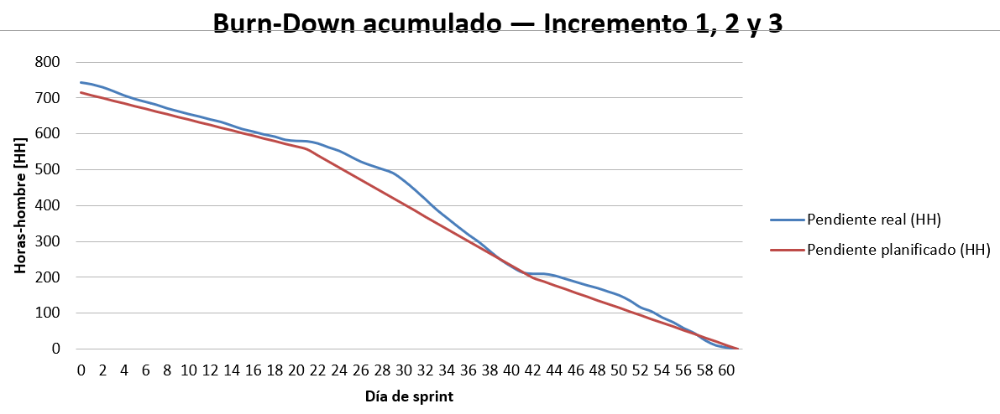 Burn-Down acumulado — Incremento 1, 2 y 3
800
700
600
500
400
300
200
100
0
Horas-hombre [HH]
0 2 4 6 8 10 12 14 16 18 20 22 24 26 28 30 32 34 36 38 40 42 44 46 48 50 52 54 56 58 60
Día de sprint
Pendiente real (HH)
Pendiente planificado (HH)